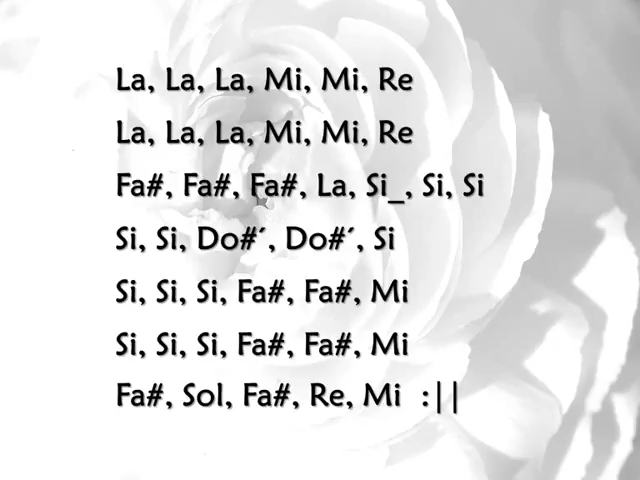 La, La, La, Mi, Mi, Re
La, La, La, Mi, Mi, Re
Fa#, Fa#, Fa#, La, Si_, Si, Si
Si, Si, Do#´, Do#´, Si
Si, Si, Si, Fa#, Fa#, Mi
Si, Si, Si, Fa#, Fa#, Mi
Fa#, Sol, Fa#, Re, Mi  :||